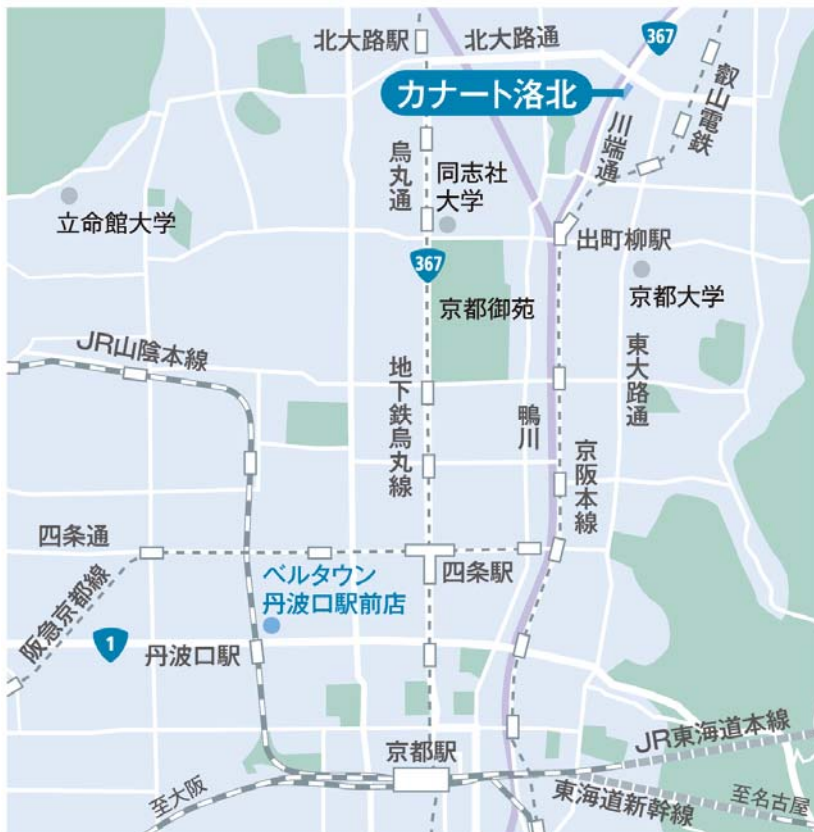 北大路駅
北大路通
367
カナート洛北
叡山電鉄
川端通
烏丸通
同志社
大学
立命館大学
出町柳駅
367
京都御苑
京都大学
JR山陰本線
地下鉄烏丸線
鴨川
東大路通
京阪本線
四条通
四条駅
ベルタウン
丹波口駅前店
阪急京都線
1
丹波口駅
京都駅
JR東海道本線
至大阪
東海道新幹線
至名古屋